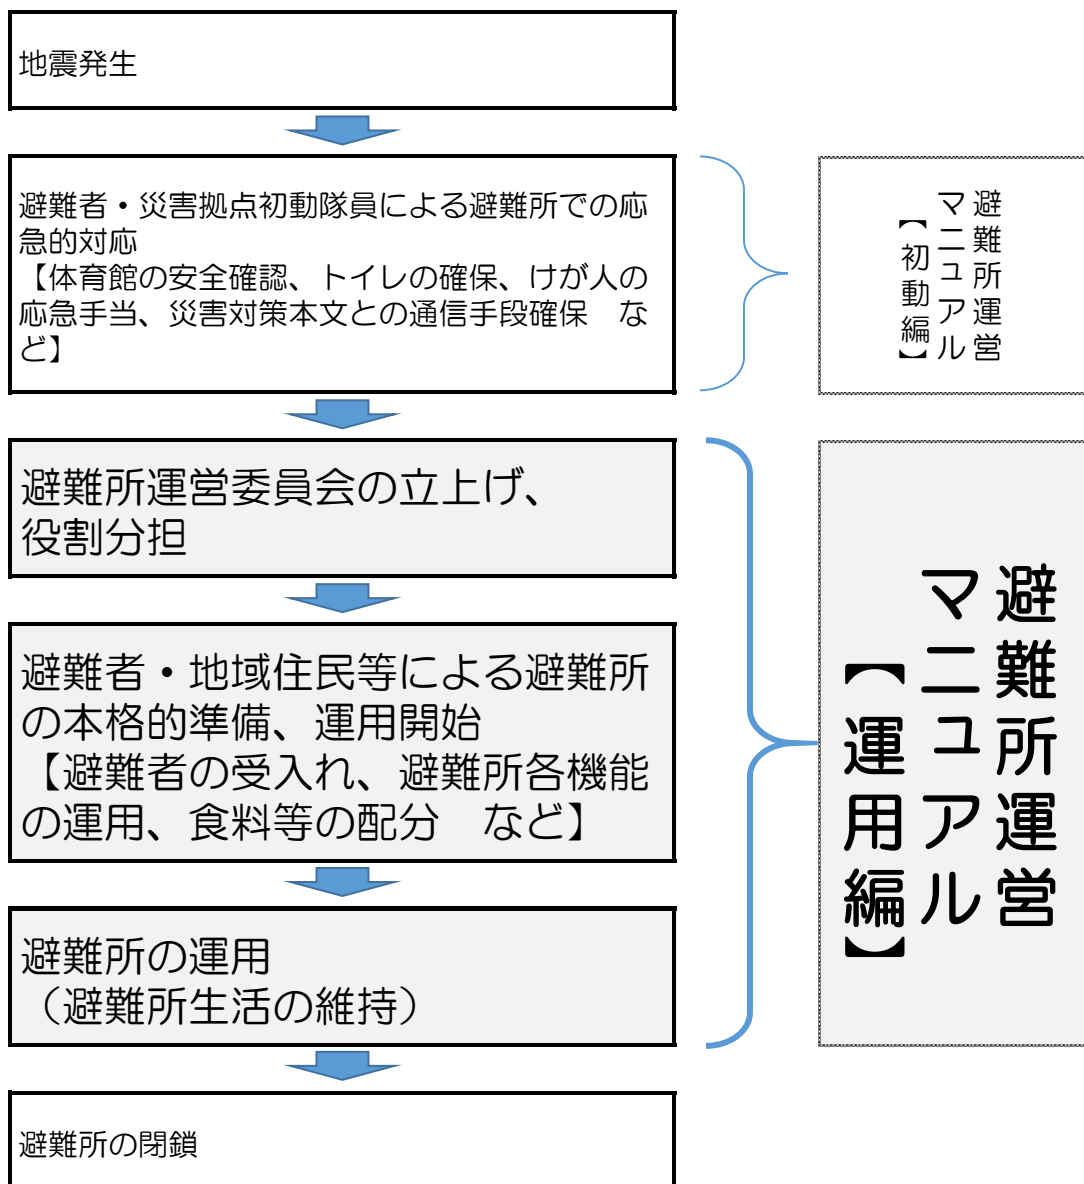 地震発生
避難者・災害拠点初動隊員による避難所での応
急的対応
【体育館の安全確認、トイレの確保、けが人の
応急手当、災害対策本文との通信手段確保　な
ど】
避難所運営
マニュアル
【初動編】
避難所運営委員会の立上げ、
役割分担
避難者・地域住民等による避難所
の本格的準備、運用開始
【避難者の受入れ、避難所各機能
の運用、食料等の配分　など】
避難所の運用
（避難所生活の維持）
避難所運営
マニュアル
【運用編】
避難所の閉鎖